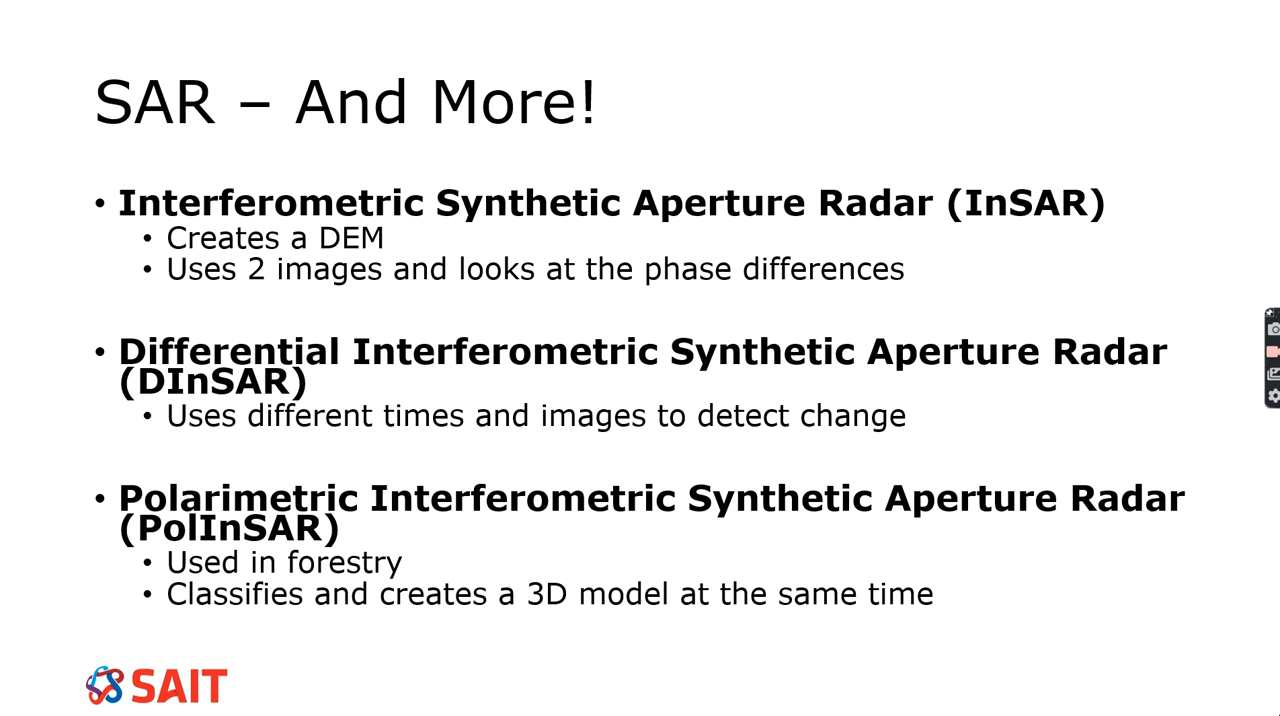 SAR – And More!
• Interferometric Synthetic Aperture Radar (InSAR)
• Creates a DEM
• Uses 2 images and looks at the phase differences
• Differential Interferometric Synthetic Aperture Radar
(DInSAR)
• Uses different times and images to detect change
• Polarimetric Interferometric Synthetic Aperture Radar
(PolInSAR)
• Used in forestry
• Classifies and creates a 3D model at the same time
SAIT